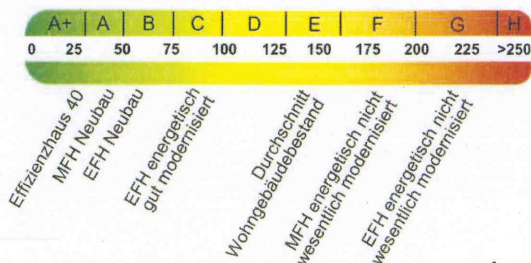 A+ A B C D E F G H
0 25 50 75 100 125 150 175 200 225 >250
Effizienzhaus 40
MFH Neubau
EFH Neubau
EFH energetisch
gut modernisiert
Durchschnitt
Wohngebäudebestand
MFH energetisch nicht
wesentlich modernisiert
EFH energetisch nicht
wesentlich modernisiert